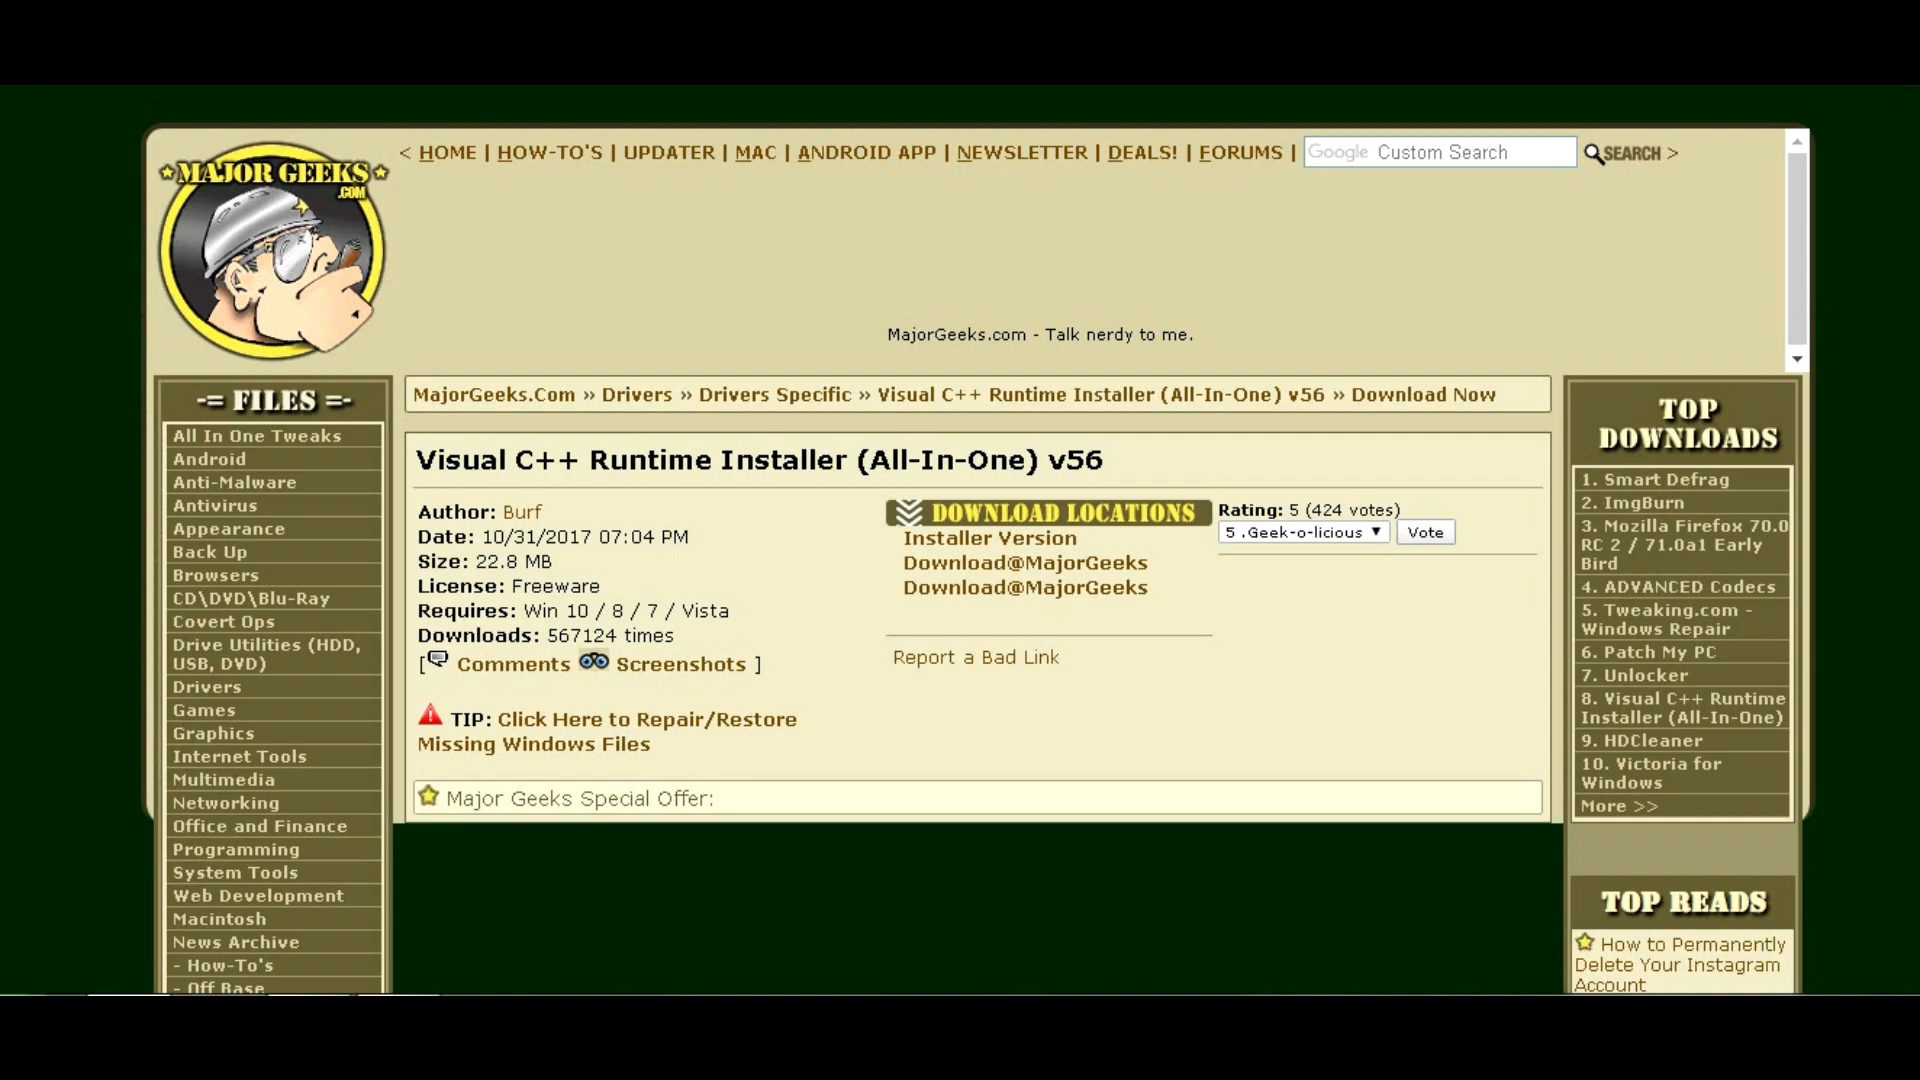 MAJOR GEEKS
.COM
< HOME | HOW-TO'S | UPDATER | MAC | ANDROID APP | NEWSLETTER | DEALS! | FORUMS | Google Custom Search SEARCH >
MajorGeeks.com - Talk nerdy to me.
-= FILES =-
All In One Tweaks
Android
Anti-Malware
Antivirus
Appearance
Back Up
Browsers
CD\DVD\Blu-Ray
Covert Ops
Drive Utilities (HDD,
USB, DVD)
Drivers
Games
Graphics
Internet Tools
Multimedia
Networking
Office and Finance
Programming
System Tools
Web Development
Macintosh
News Archive
- How-To's
- Off Base
MajorGeeks.Com » Drivers » Drivers Specific » Visual C++ Runtime Installer (All-In-One) v56 » Download Now
Visual C++ Runtime Installer (All-In-One) v56
Author: Burf
Date: 10/31/2017 07:04 PM
Size: 22.8 MB
License: Freeware
Requires: Win 10 / 8 / 7 / Vista
Downloads: 567124 times
[ Comments Screenshots ]
TIP: Click Here to Repair/Restore
Missing Windows Files
DOWNLOAD LOCATIONS
Installer Version
Download@MajorGeeks
Download@MajorGeeks
Report a Bad Link
Rating: 5 (424 votes)
5 .Geek-o-licious Vote
Major Geeks Special Offer:
TOP
DOWNLOADS
1. Smart Defrag
2. ImgBurn
3. Mozilla Firefox 70.0
RC 2 / 71.0a1 Early
Bird
4. ADVANCED Codecs
5. Tweaking.com -
Windows Repair
6. Patch My PC
7. Unlocker
8. Visual C++ Runtime
Installer (All-In-One)
9. HDCleaner
10. Victoria for
Windows
More >>
TOP READS
How to Permanently
Delete Your Instagram
Account